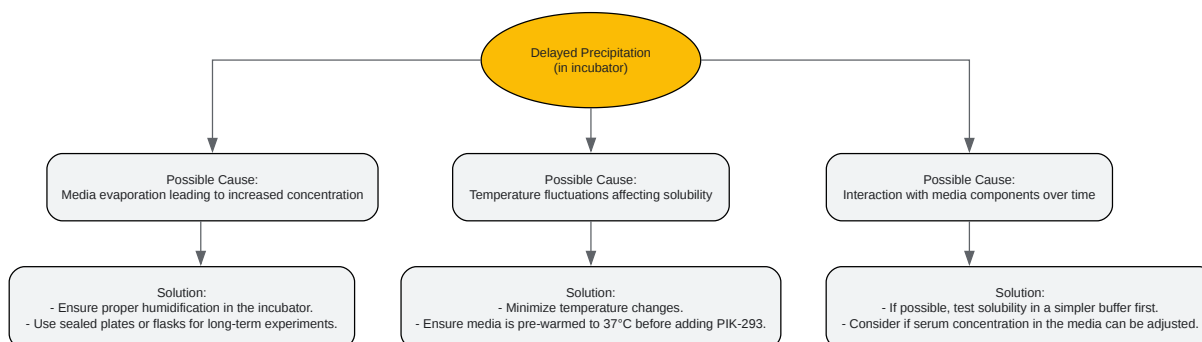 Delayed Precipitation
(in incubator)
Possible Cause:
Media evaporation leading to increased concentration
Possible Cause:
Temperature fluctuations affecting solubility
Possible Cause:
Interaction with media components over time
Solution:
- Ensure proper humidification in the incubator.
- Use sealed plates or flasks for long-term experiments.
Solution:
- Minimize temperature changes.
- Ensure media is pre-warmed to 37°C before adding PIK-293.
Solution:
- If possible, test solubility in a simpler buffer first.
- Consider if serum concentration in the media can be adjusted.